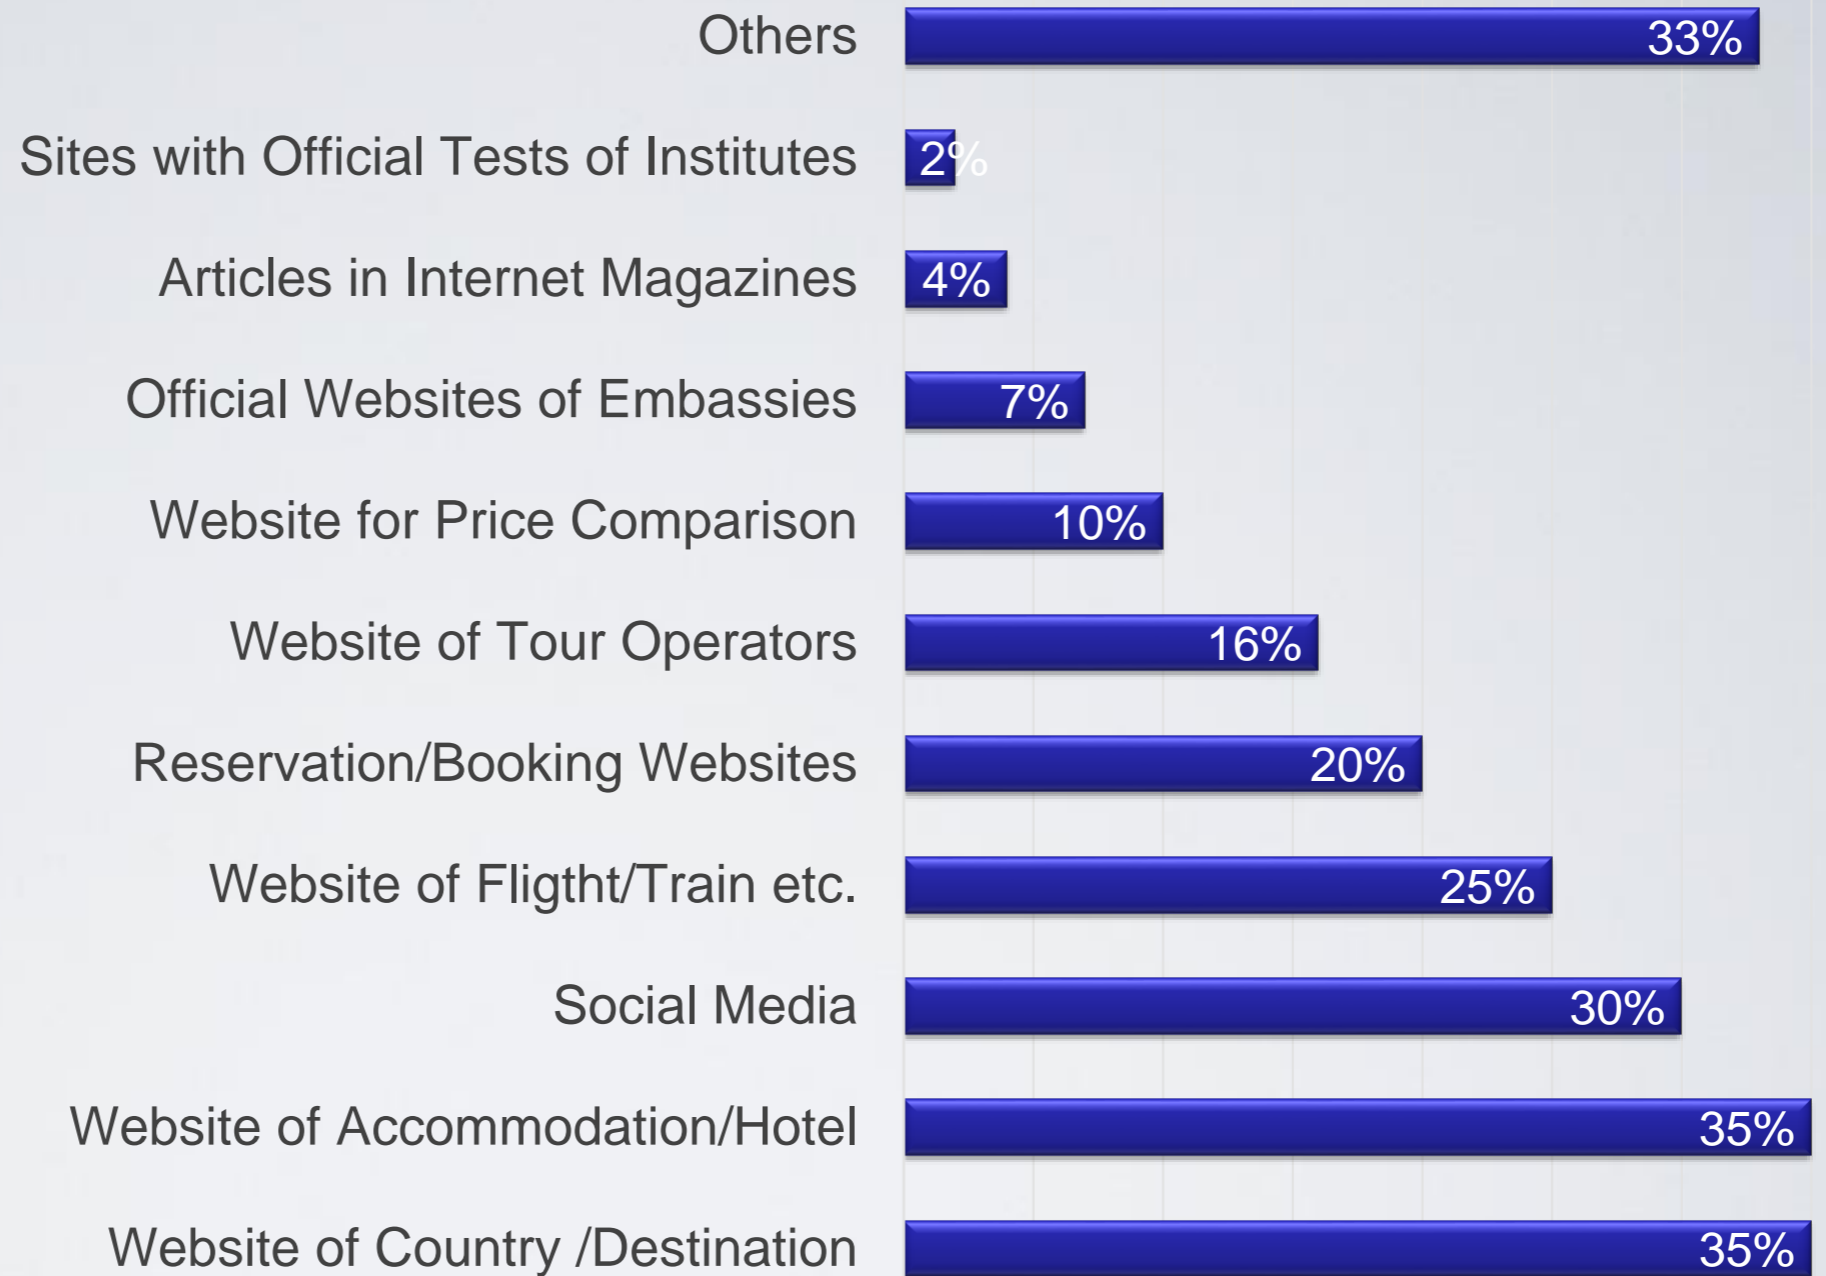 Others 33%
Sites with Official Tests of Institutes 2%
Articles in Internet Magazines 4%
Official Websites of Embassies 7%
Website for Price Comparison 10%
Website of Tour Operators 16%
Reservation/Booking Websites 20%
Website of Fligtht/Train etc. 25%
Social Media 30%
Website of Accommodation/Hotel 35%
Website of Country /Destination 35%